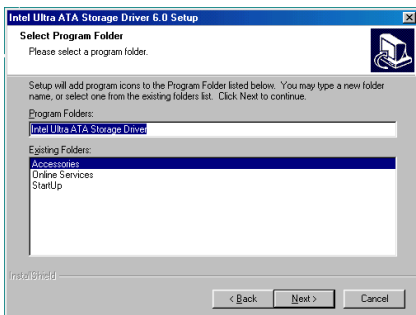 Intel Ultra ATA Storage Driver 6.0 Setup
Select Program Folder
Please select a program folder.
Setup will add program icons to the Program Folder listed below. You may type a new folder
name, or select one from the existing folders list. Click Next to continue.
Program Folders:
Intel Ultra ATA Storage Driver
Existing Folders:
Accessories
Online Services
StartUp
InstallShield
< Back
Next >
Cancel